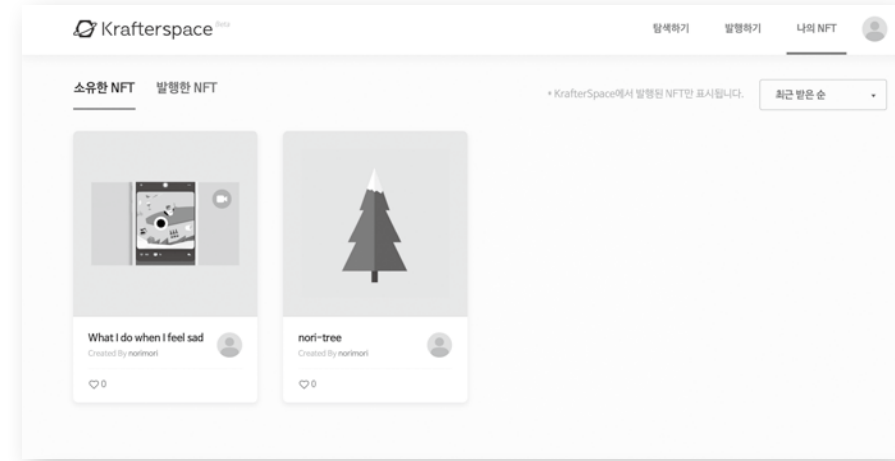 Krafterspace Beta
탐색하기 발행하기 나의 NFT
소유한 NFT 발행한 NFT
* KrafterSpace에서 발행된 NFT만 표시됩니다. 최근 받은 순
What I do when I feel sad
Created By norimori
0
nori-tree
Created By norimori
0